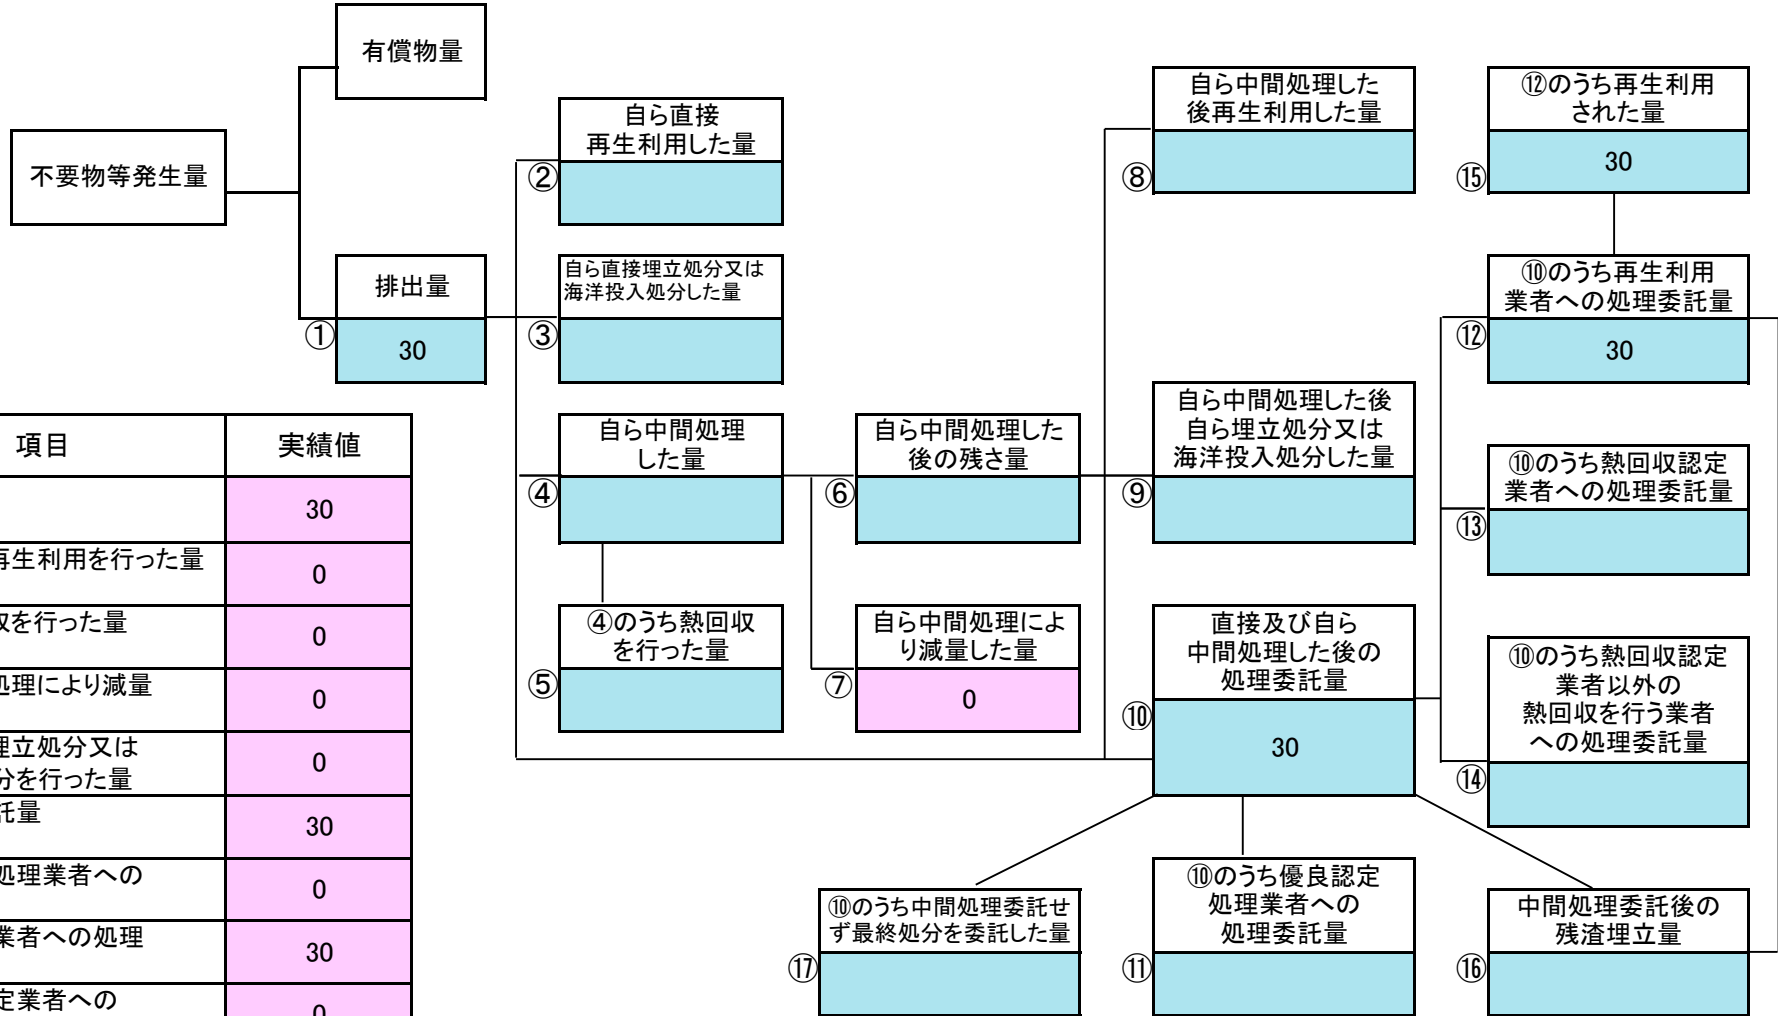 有償物量
不要物等発生量
排出量
①
30
自ら直接
再生利用した量
②
自ら直接埋立処分又は
海洋投入処分した量
③
自ら中間処理
した量
④
④のうち熱回収
を行った量
⑤
自ら中間処理した
後の残さ量
⑥
自ら中間処理によ
り減量した量
⑦
0
自ら中間処理した
後再生利用した量
⑧
自ら中間処理した後
自ら埋立処分又は
海洋投入処分した量
⑨
直接及び自ら
中間処理した後の
処理委託量
⑩
30
⑫のうち再生利用
された量
⑮
30
⑩のうち再生利用
業者への処理委託量
⑫
30
⑩のうち熱回収認定
業者への処理委託量
⑬
⑩のうち熱回収認定
業者以外の
熱回収を行う業者
への処理委託量
⑭
⑩のうち中間処理委託せ
ず最終処分を委託した量
⑰
⑩のうち優良認定
処理業者への
処理委託量
⑪
中間処理委託後の
残渣埋立量
⑯
項目
実績値
30
再生利用を行った量
0
収を行った量
0
処理により減量
0
埋立処分又は
分を行った量
0
託量
30
処理業者への
0
業者への処理
30
定業者への
0